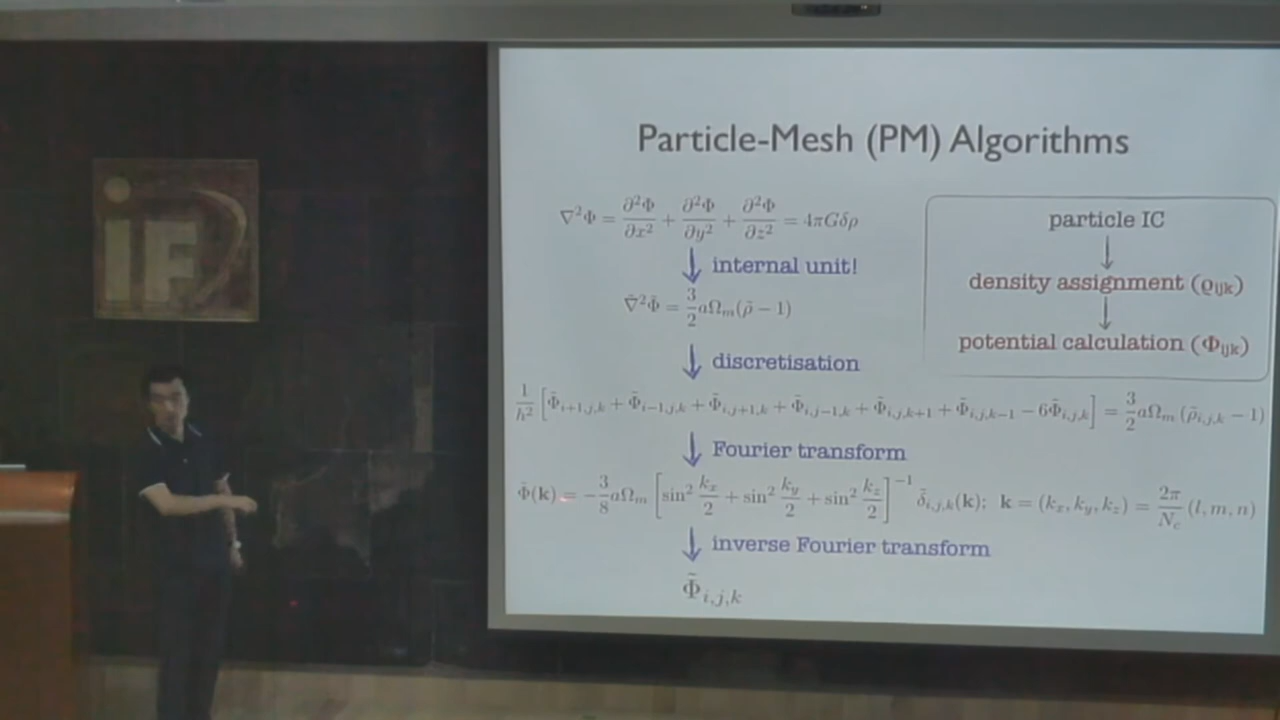 iF
Particle-Mesh (PM) Algorithms
∇²Φ = ∂²Φ/∂x² + ∂²Φ/∂y² + ∂²Φ/∂z² = 4πGδρ
internal unit!
∇̃²Φ̃ = 3/2 aΩₘ(ρ̃ − 1)
discretisation
1/h² [Φ̃i+1,j,k + Φ̃i−1,j,k + Φ̃i,j+1,k + Φ̃i,j−1,k + Φ̃i,j,k+1 + Φ̃i,j,k−1 − 6Φ̃i,j,k] = 3/2 aΩₘ (ρ̃i,j,k − 1)
Fourier transform
Φ̃(k) = −3/8 aΩₘ [sin² kx/2 + sin² ky/2 + sin² kz/2]⁻¹ δ̃i,j,k(k); k = (kx, ky, kz) = 2π/Nc (l, m, n)
inverse Fourier transform
Φ̃i,j,k
particle IC
density assignment (ρijk)
potential calculation (Φijk)